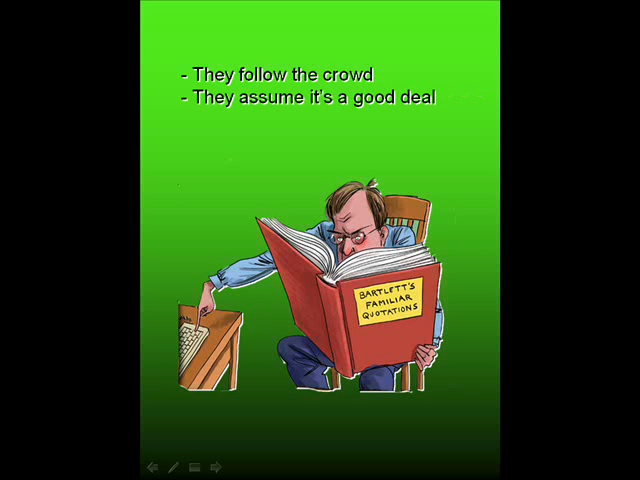 - They follow the crowd
- They assume it's a good deal
BARTLETT'S
FAMILIAR
QUOTATIONS